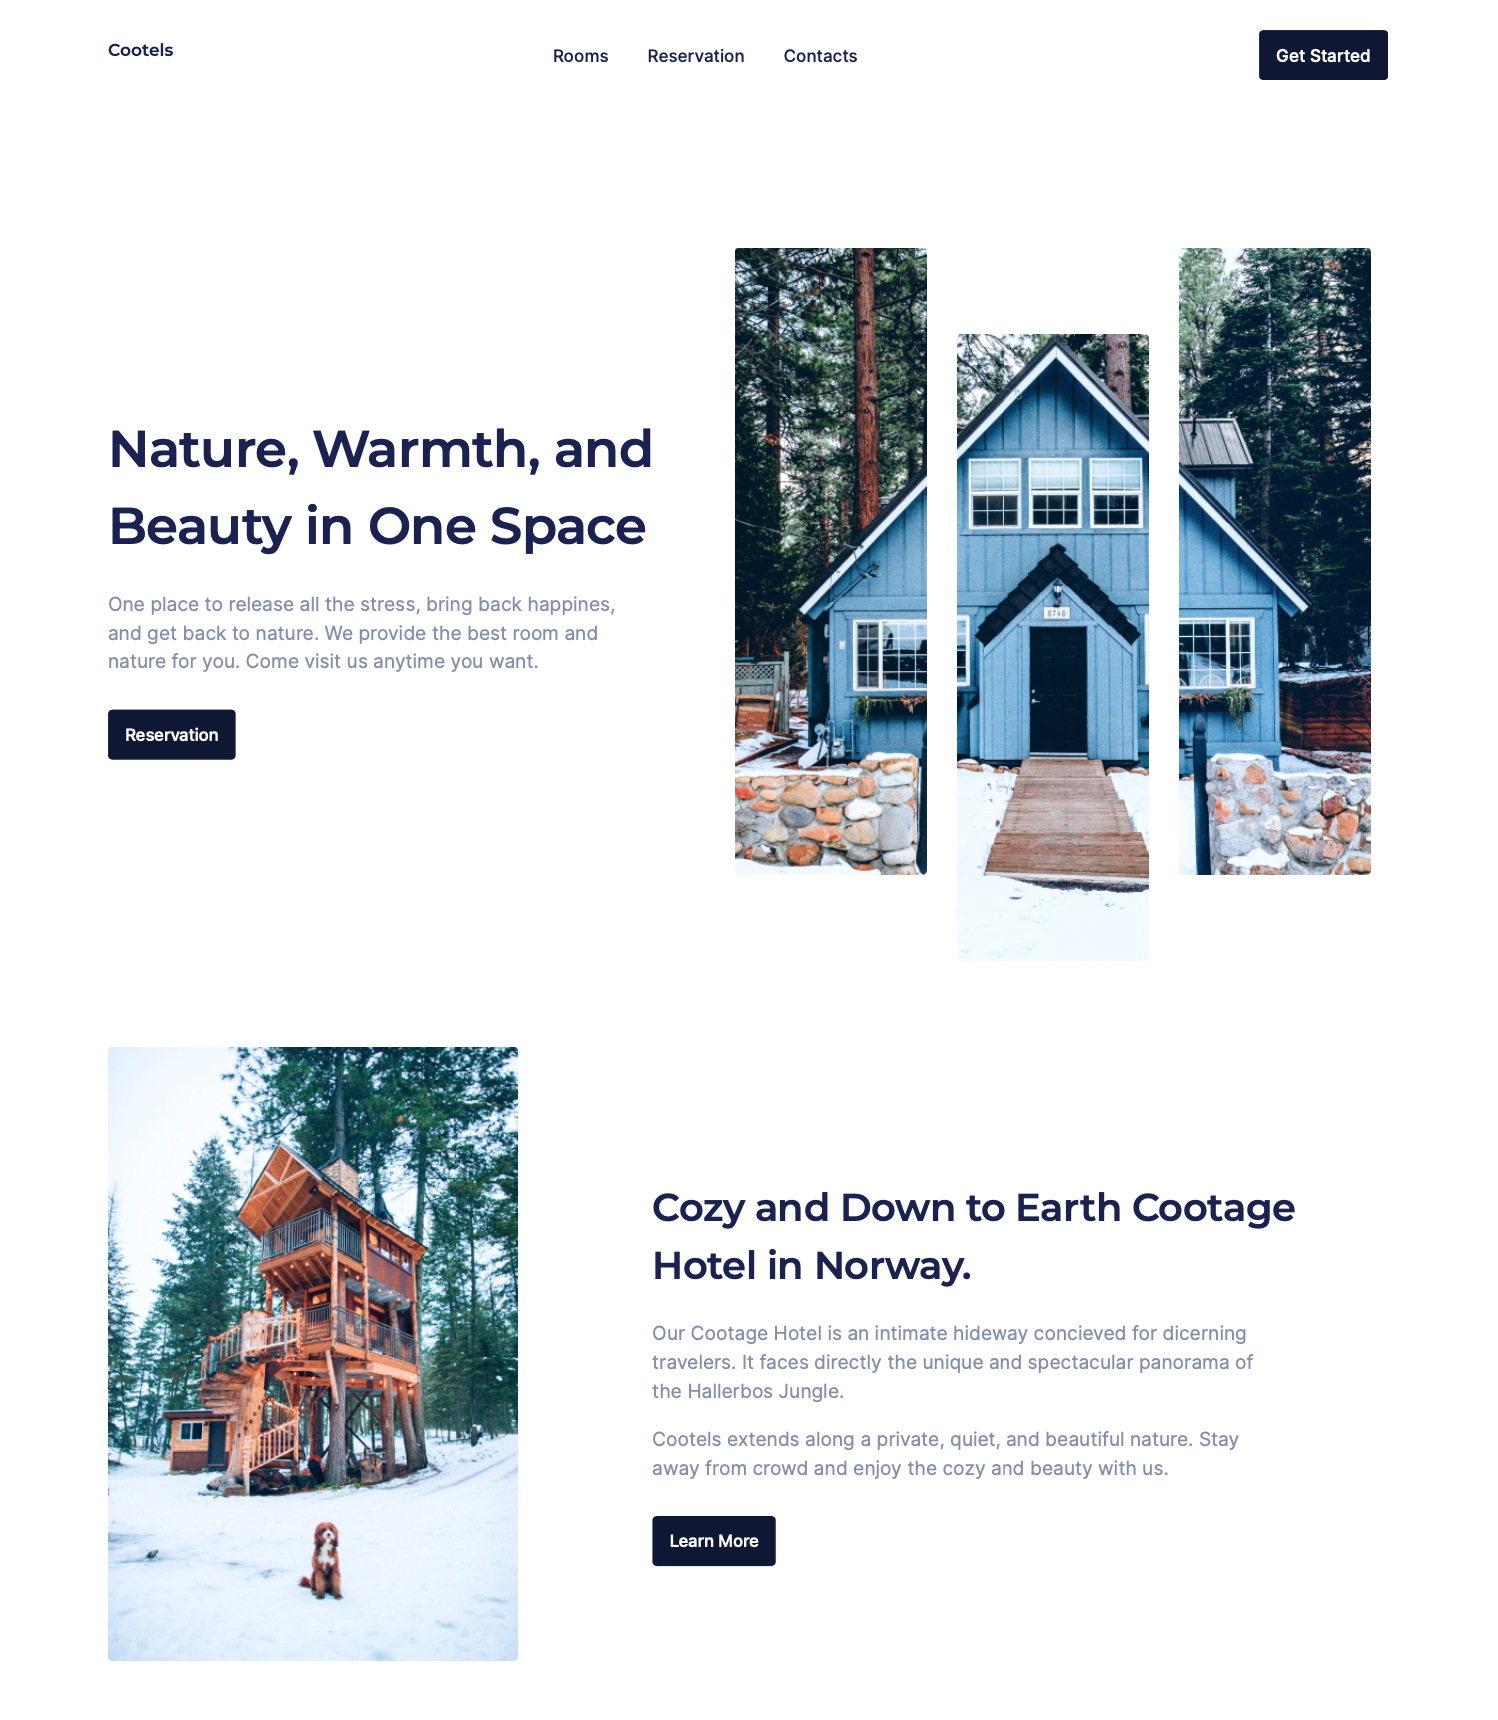 Cootels
Rooms
Reservation
Contacts
Get Started
Nature, Warmth, and
Beauty in One Space
One place to release all the stress, bring back happines,
and get back to nature. We provide the best room and
nature for you. Come visit us anytime you want.
Reservation
8748
Cozy and Down to Earth Cootage
Hotel in Norway.
Our Cootage Hotel is an intimate hideway concieved for dicerning
travelers. It faces directly the unique and spectacular panorama of
the Hallerbos Jungle.
Cootels extends along a private, quiet, and beautiful nature. Stay
away from crowd and enjoy the cozy and beauty with us.
Learn More